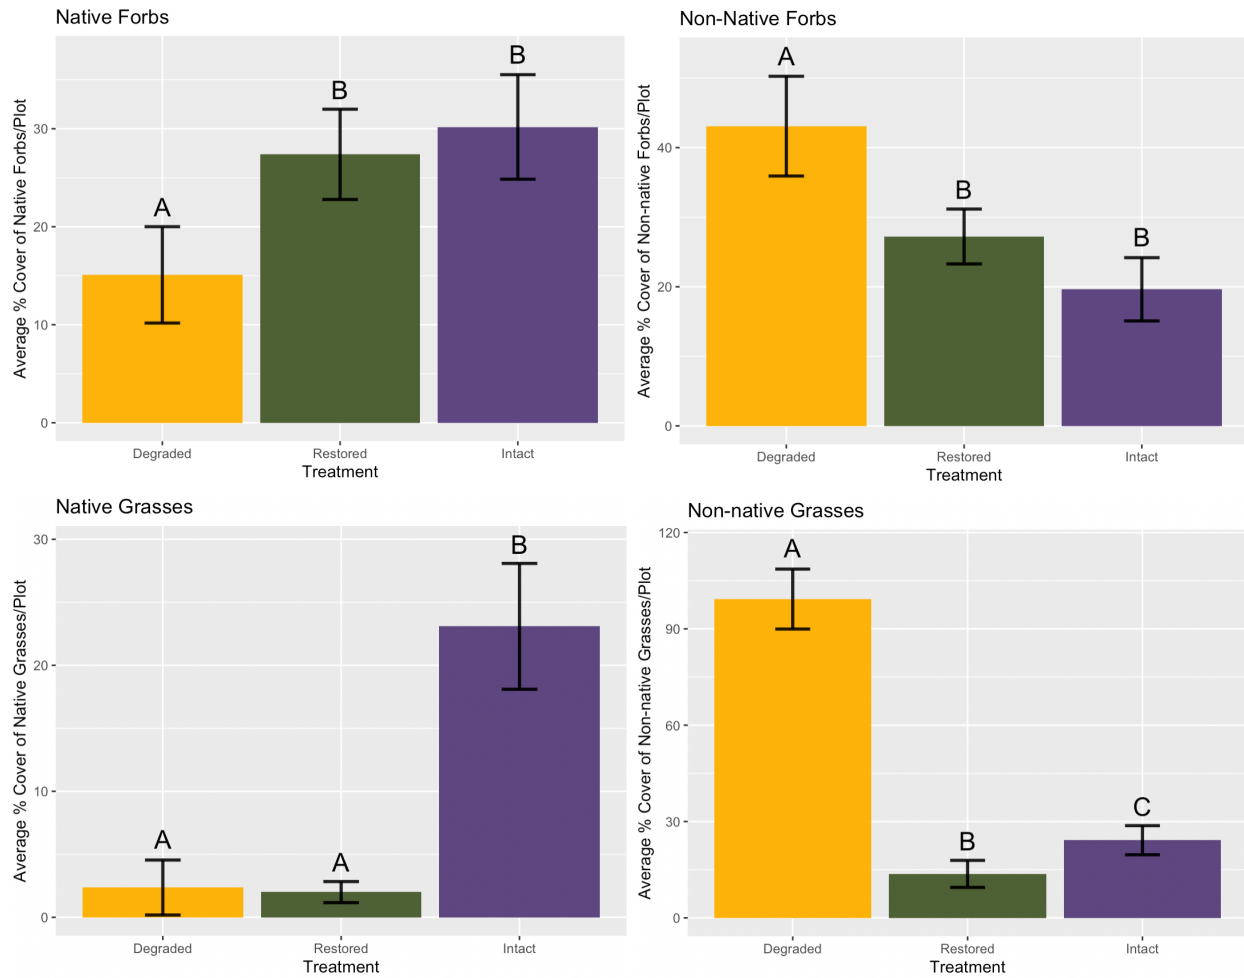 Native Forbs
Average % Cover of Native Forbs/Plot
30
20
10
0
A
B
B
Degraded
Restored
Intact
Treatment
Non-Native Forbs
Average % Cover of Non-native Forbs/Plot
40
20
0
A
B
B
Degraded
Restored
Intact
Treatment
Native Grasses
Average % Cover of Native Grasses/Plot
30
20
10
0
A
A
B
Degraded
Restored
Intact
Treatment
Non-native Grasses
Average % Cover of Non-native Grasses/Plot
120
90
60
30
0
A
B
C
Degraded
Restored
Intact
Treatment